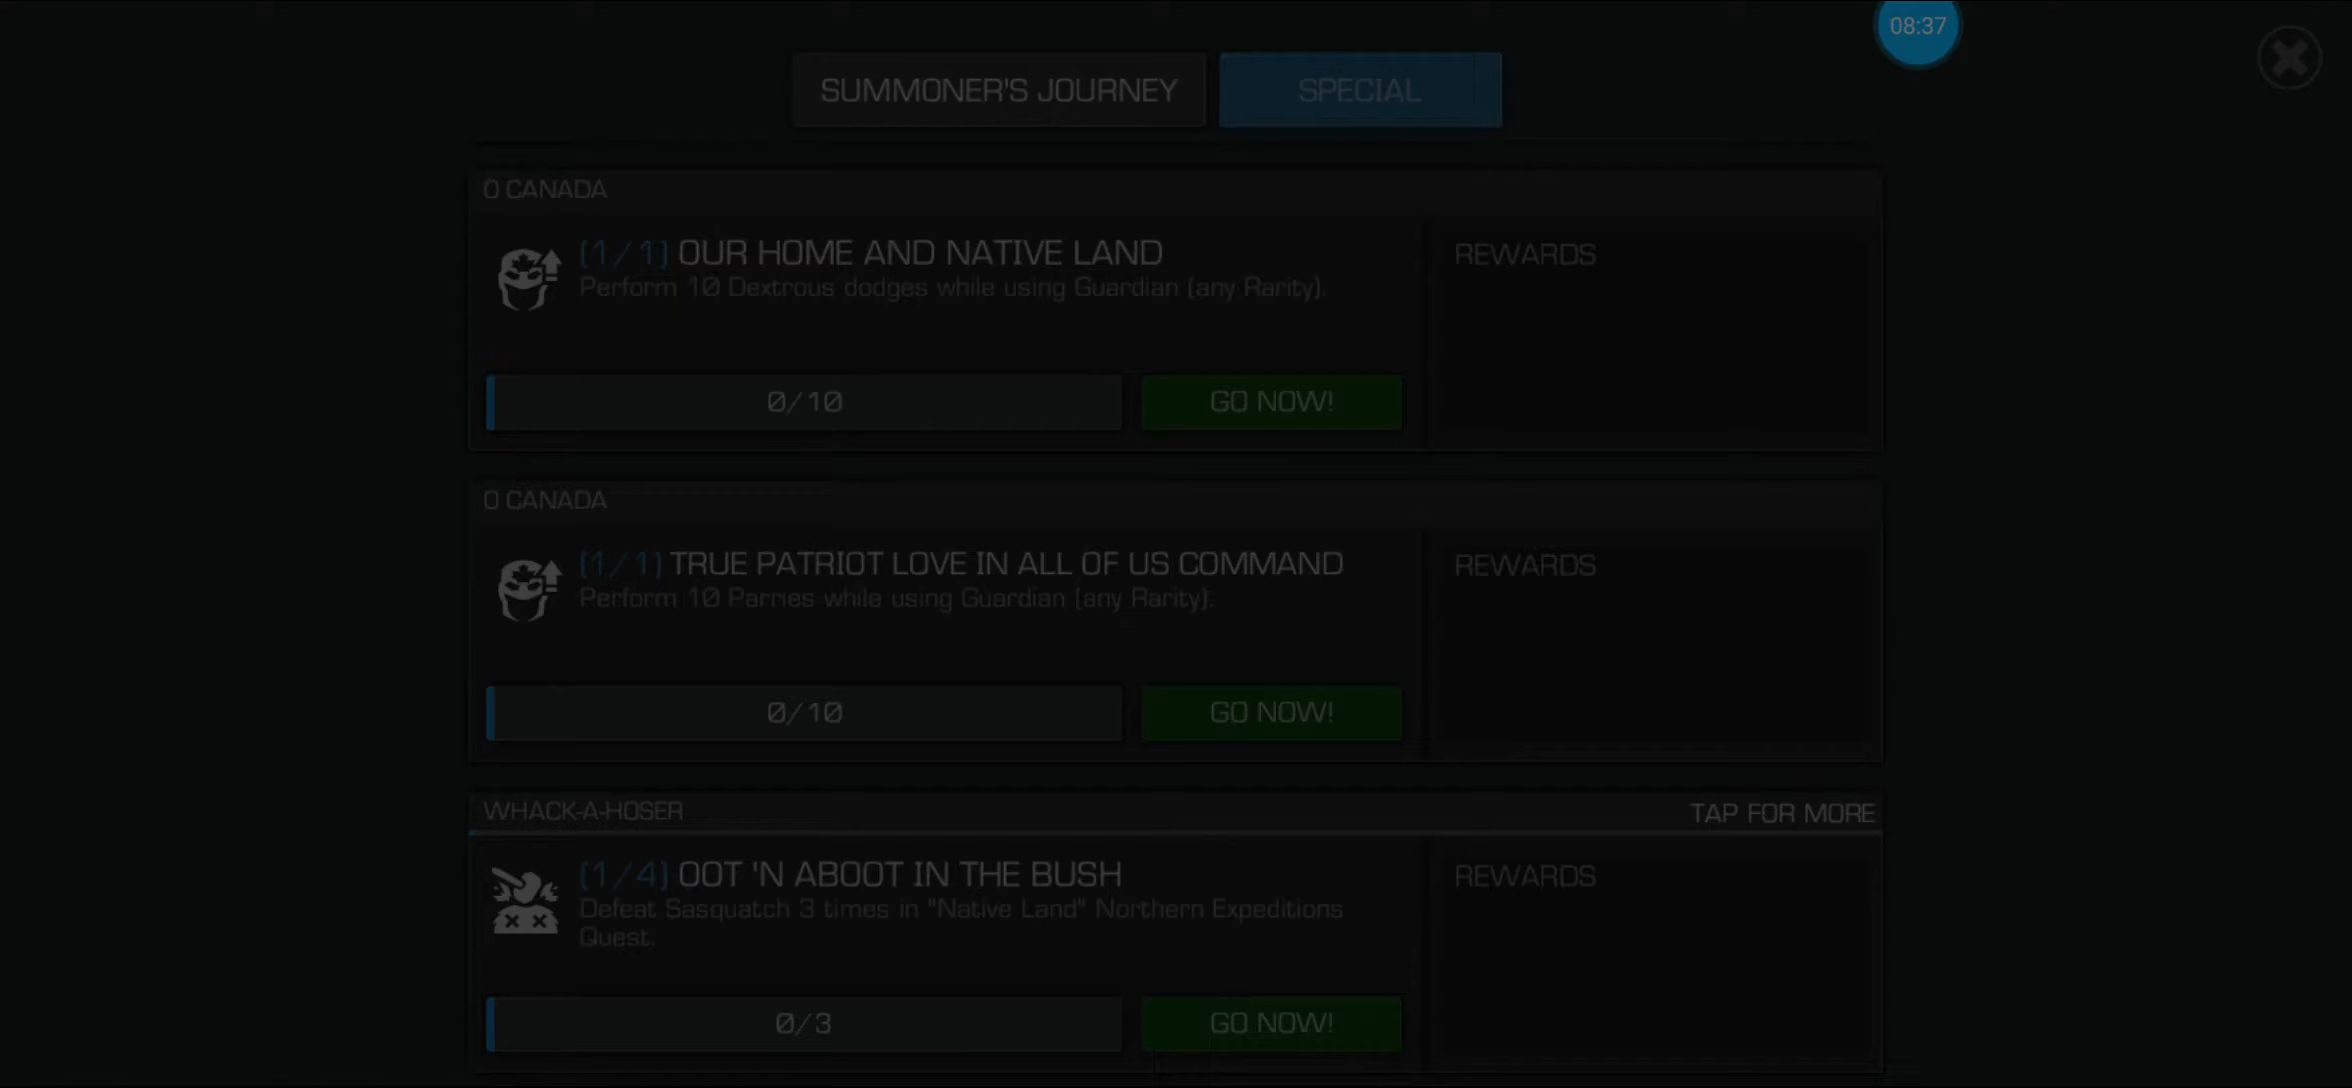 08:37
SUMMONER'S JOURNEY
SPECIAL
O CANADA
(1/1) OUR HOME AND NATIVE LAND
Perform 10 Dextrous dodges while using Guardian (any Rarity).
REWARDS
0/10
GO NOW!
O CANADA
(1/1) TRUE PATRIOT LOVE IN ALL OF US COMMAND
Perform 10 Parries while using Guardian (any Rarity).
REWARDS
0/10
GO NOW!
WHACK-A-HOSER
TAP FOR MORE
(1/4) OOT 'N ABOOT IN THE BUSH
Defeat Sasquatch 3 times in "Native Land" Northern Expeditions
Quest.
REWARDS
0/3
GO NOW!